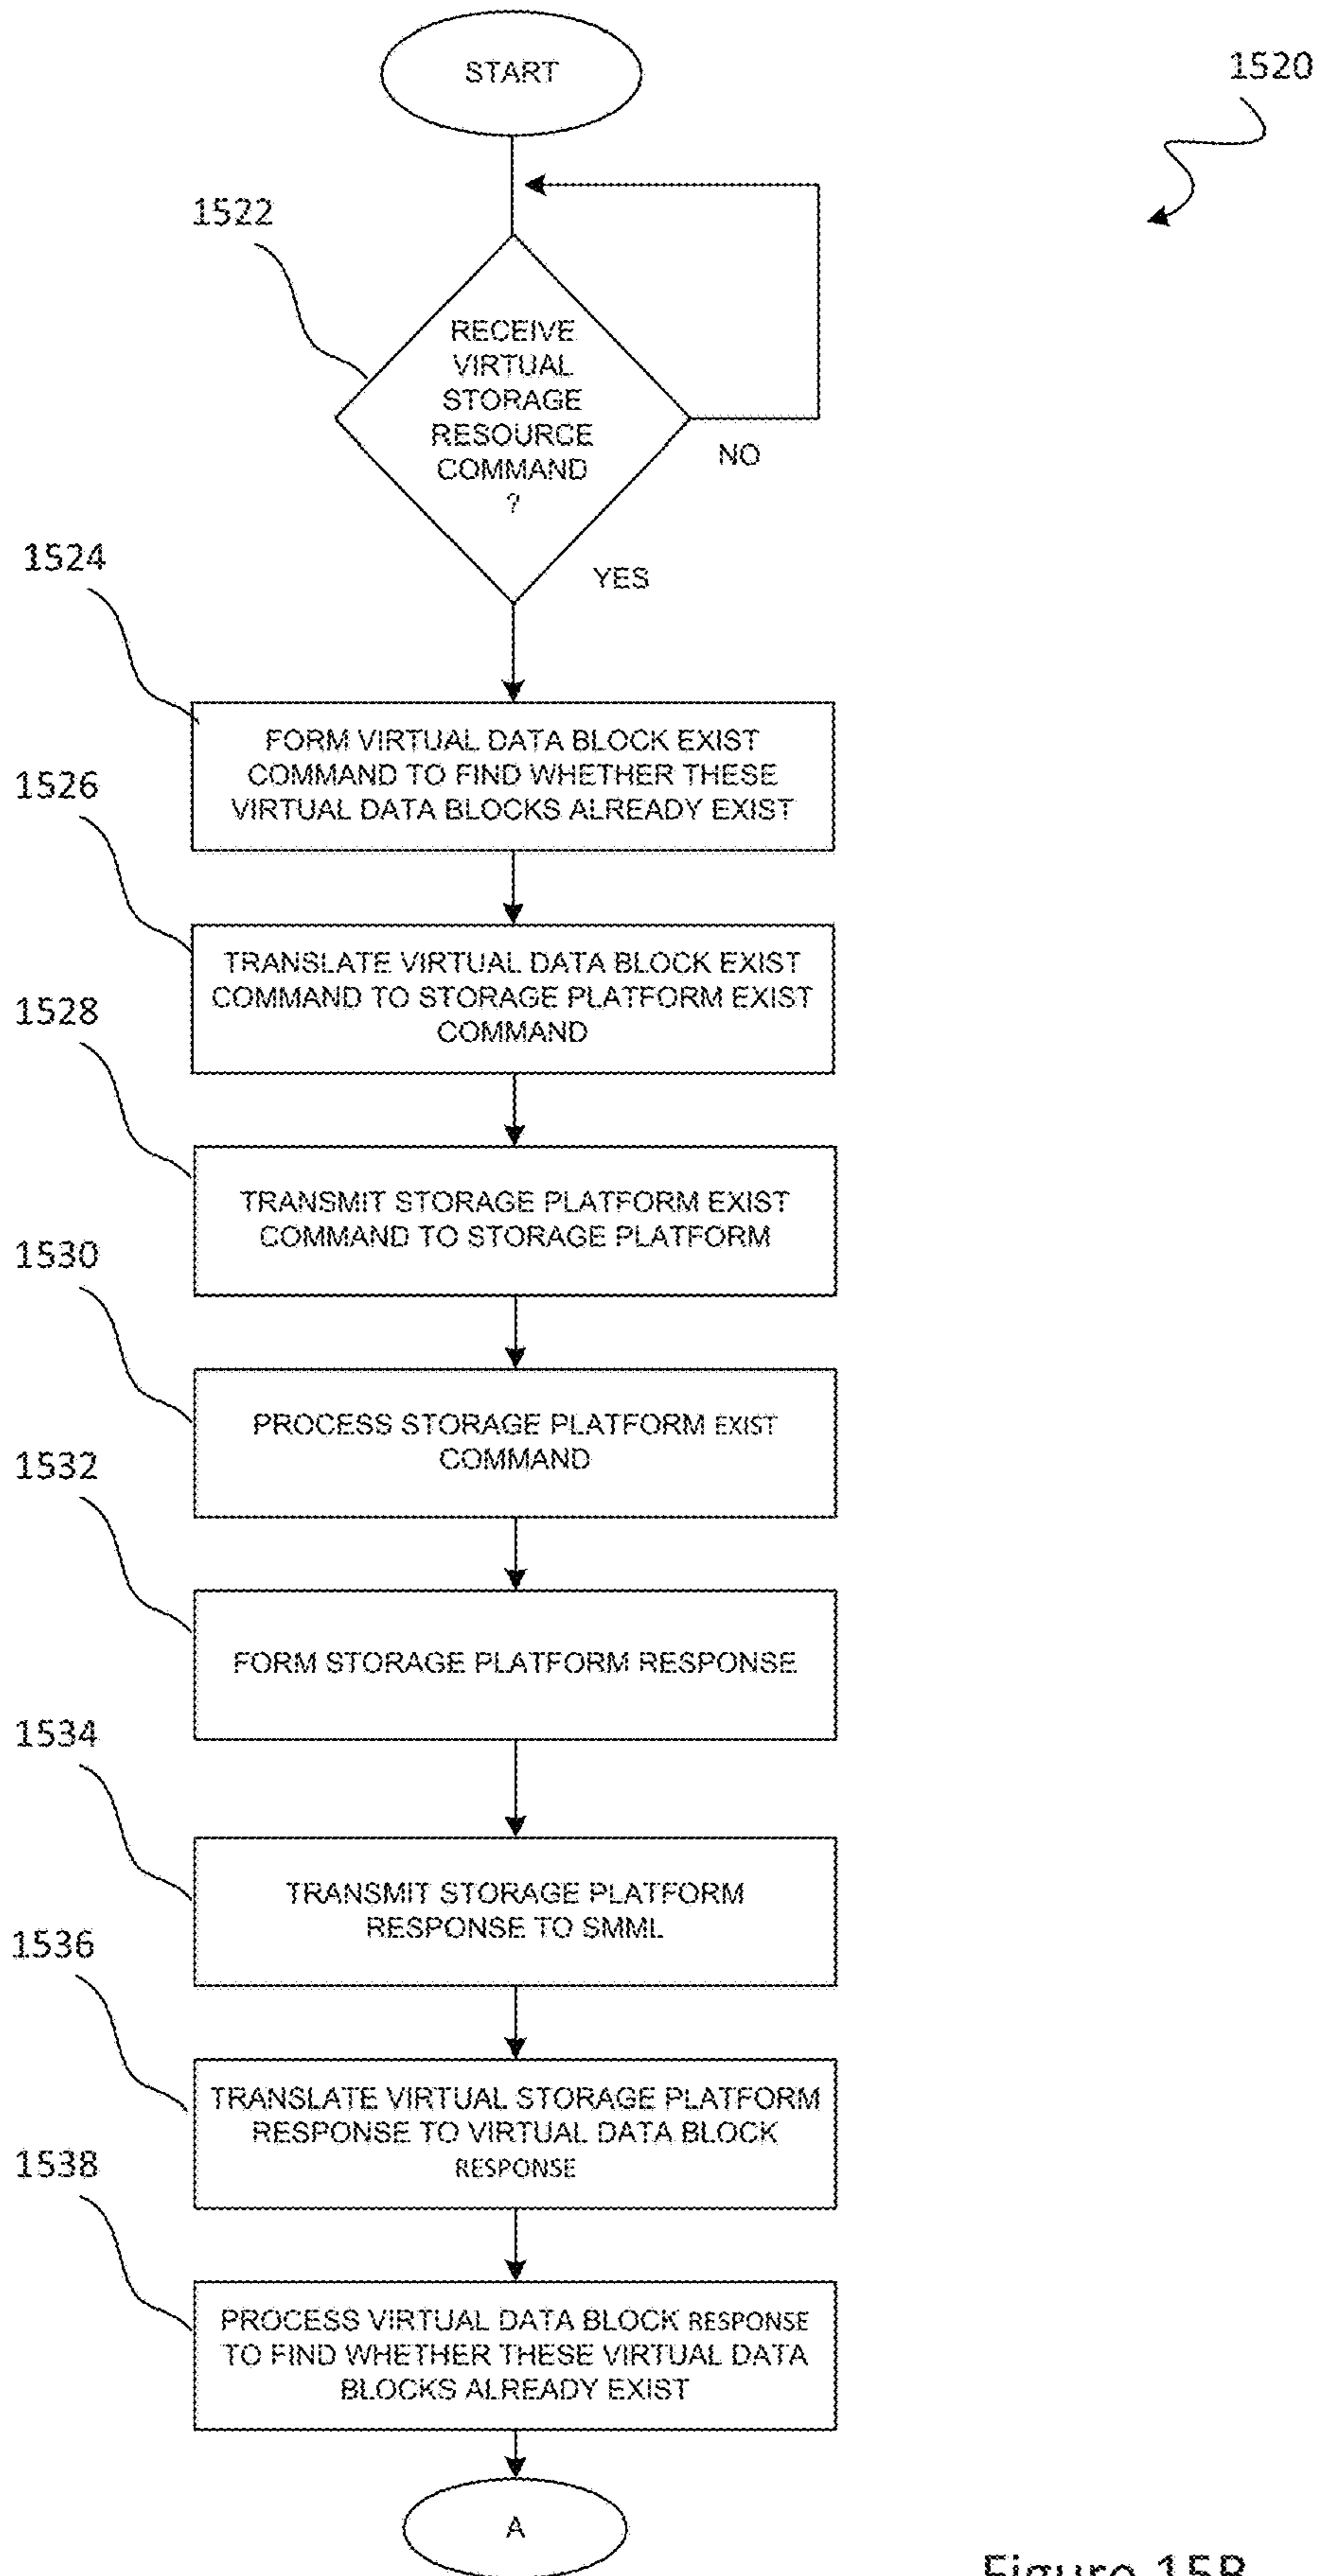 START
1520
1522
RECEIVE
VIRTUAL
STORAGE
RESOURCE
COMMAND
?
NO
YES
1524
FORM VIRTUAL DATA BLOCK EXIST
COMMAND TO FIND WHETHER THESE
VIRTUAL DATA BLOCKS ALREADY EXIST
1526
TRANSLATE VIRTUAL DATA BLOCK EXIST
COMMAND TO STORAGE PLATFORM EXIST
COMMAND
1528
TRANSMIT STORAGE PLATFORM EXIST
COMMAND TO STORAGE PLATFORM
1530
PROCESS STORAGE PLATFORM EXIST
COMMAND
1532
FORM STORAGE PLATFORM RESPONSE
1534
TRANSMIT STORAGE PLATFORM
RESPONSE TO SMML
1536
TRANSLATE VIRTUAL STORAGE PLATFORM
RESPONSE TO VIRTUAL DATA BLOCK
RESPONSE
1538
PROCESS VIRTUAL DATA BLOCK RESPONSE
TO FIND WHETHER THESE VIRTUAL DATA
BLOCKS ALREADY EXIST
A
Figure 15B